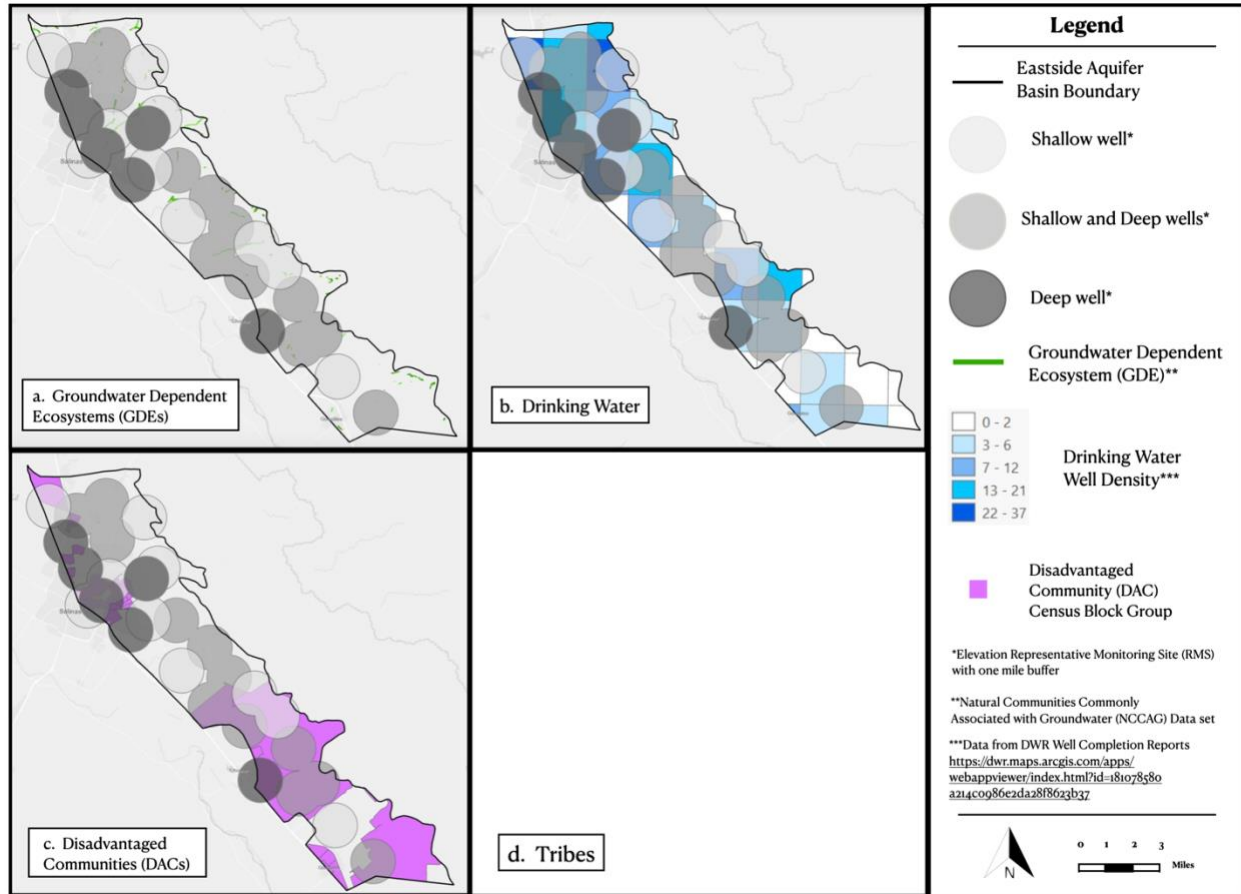 a. Groundwater Dependent
Ecosystems (GDEs)
Salinas
b. Drinking Water
c. Disadvantaged
Communities (DACs)
Salinas
d. Tribes
Legend
Eastside Aquifer
Basin Boundary
Shallow well*
Shallow and Deep wells*
Deep well*
Groundwater Dependent
Ecosystem (GDE)**
0 - 2
3 - 6
7 - 12
13 - 21
22 - 37
Drinking Water
Well Density***
Disadvantaged
Community (DAC)
Census Block Group
*Elevation Representative Monitoring Site (RMS)
with one mile buffer
**Natural Communities Commonly
Associated with Groundwater (NCCAG) Data set
***Data from DWR Well Completion Reports
https://dwr.maps.arcgis.com/apps/
webappviewer/index.html?id=181078580
a214c0986e2da28f8623b37
N
0 1 2 3
Miles